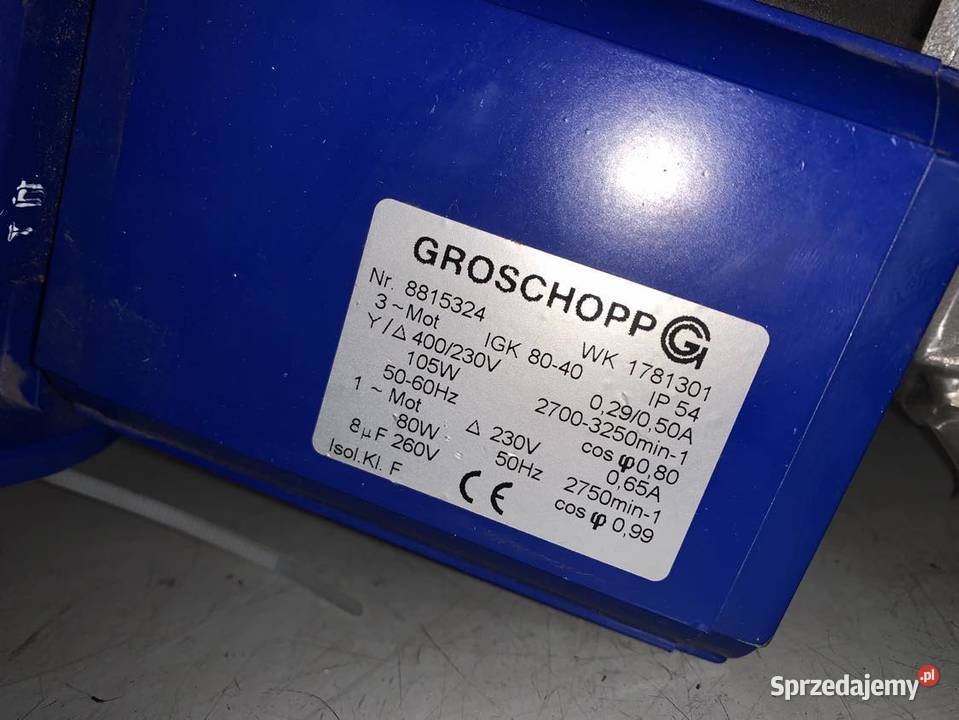 GROSCHOPP
Nr. 8815324 WK 1781301
3 ~ Mot IGK 80-40 IP 54
Y / Δ 400/230V 0,29/0,50A
105W 2700-3250min-1
50-60Hz cos φ 0,80
1 ~ Mot Δ 230V 0,65A
80W 50Hz 2750min-1
8 µF 260V cos φ 0,99
Isol.Kl. F CE
Sprzedajemy.pl